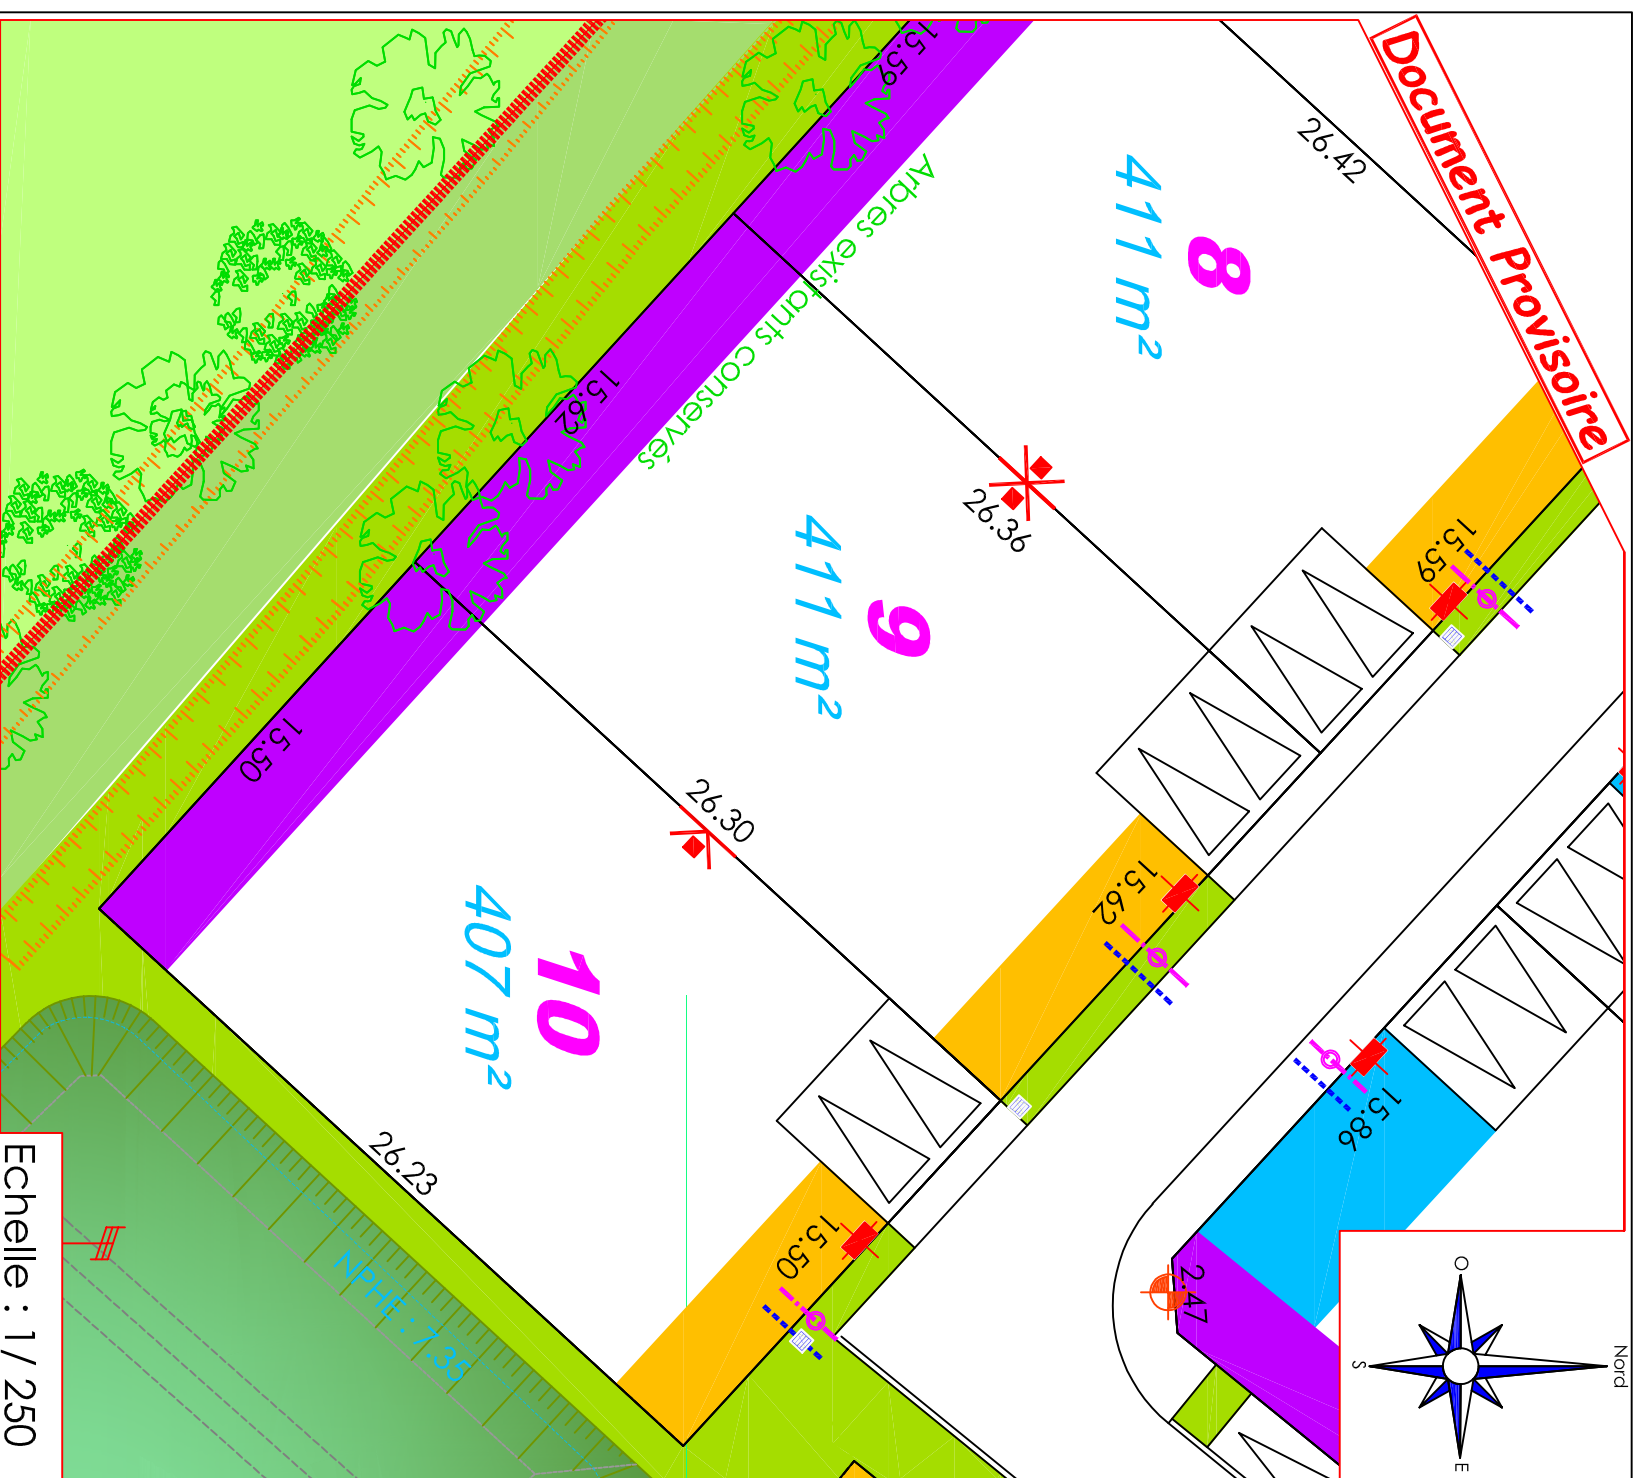 Document Provisoire
26.42
8
411 m²
15.59
Arbres existants conservés
15.59
26.36
9
411 m²
15.62
15.62
26.30
10
407 m²
15.50
15.50
26.23
15.86
2.47
NPHE : 7.35
Echelle : 1/ 250
Nord
O
S
E